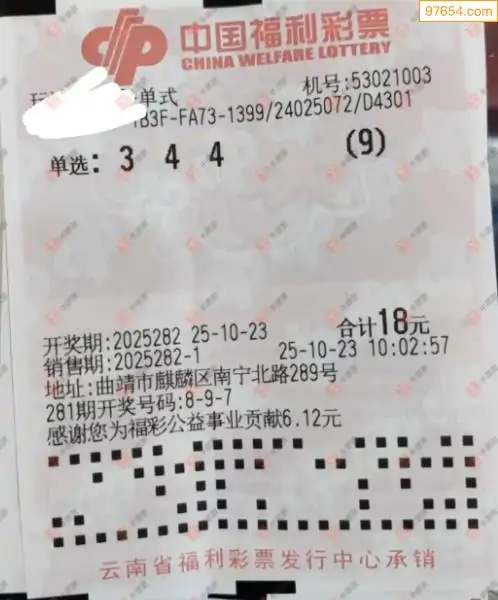 97654.com
中国福利彩票
CHINA WELFARE LOTTERY
单式 机号:53021003
1B3F-FA73-1399/24025072/D4301
单选: 3 4 4 (9)
开奖期:2025282 25-10-23 合计18元
销售期:2025282-1 25-10-23 10:02:57
地址:曲靖市麒麟区南宁北路289号
281期开奖号码:8-9-7
感谢您为福彩公益事业贡献6.12元
云南省福利彩票发行中心承销